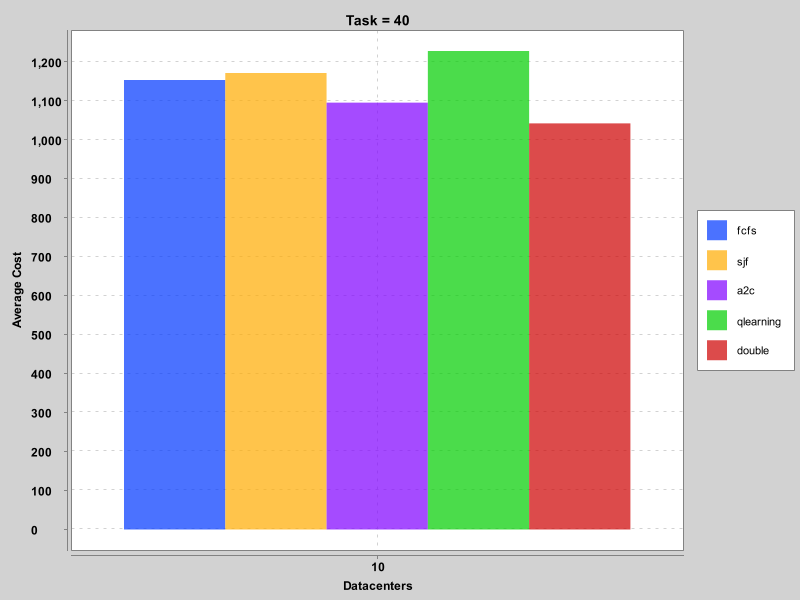 Task = 40
1,200
1,100
1,000
900
800
700
600
500
400
300
200
100
0
Average Cost
10
Datacenters
fcfs
sjf
a2c
qlearning
double